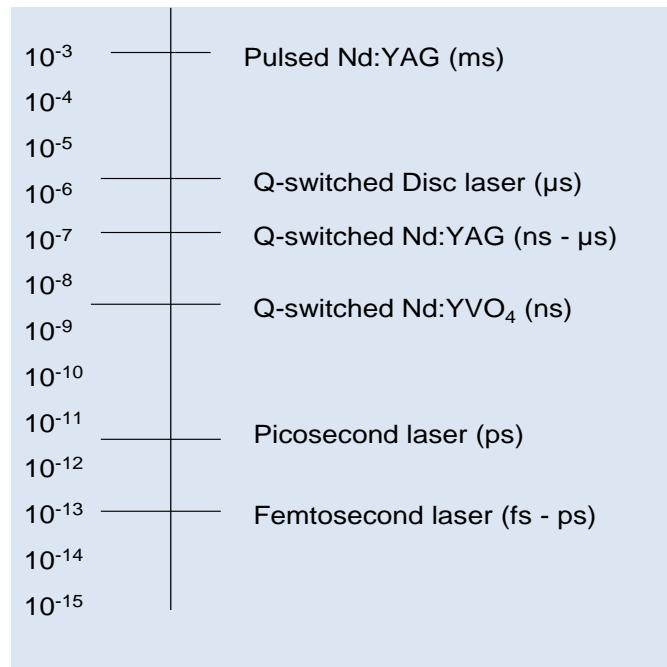 10⁻³ Pulsed Nd:YAG (ms)
10⁻⁴
10⁻⁵
10⁻⁶ Q-switched Disc laser (µs)
10⁻⁷ Q-switched Nd:YAG (ns - µs)
10⁻⁸
Q-switched Nd:YVO₄ (ns)
10⁻⁹
10⁻¹⁰
10⁻¹¹
Picosecond laser (ps)
10⁻¹²
10⁻¹³ Femtosecond laser (fs - ps)
10⁻¹⁴
10⁻¹⁵